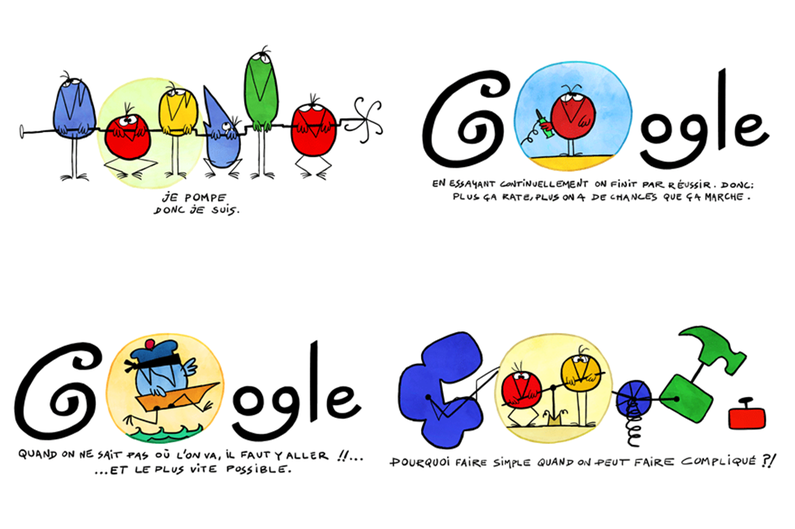 Google
JE POMPE
DONC JE SUIS.
EN ESSAYANT CONTINUELLEMENT ON FINIT PAR RÉUSSIR. DONC:
PLUS ÇA RATE, PLUS ON A DE CHANCES QUE ÇA MARCHE.
Google
QUAND ON NE SAIT PAS OÙ L'ON VA, IL FAUT Y ALLER !!...
...ET LE PLUS VITE POSSIBLE.
POURQUOI FAIRE SIMPLE QUAND ON PEUT FAIRE COMPLIQUÉ ?!